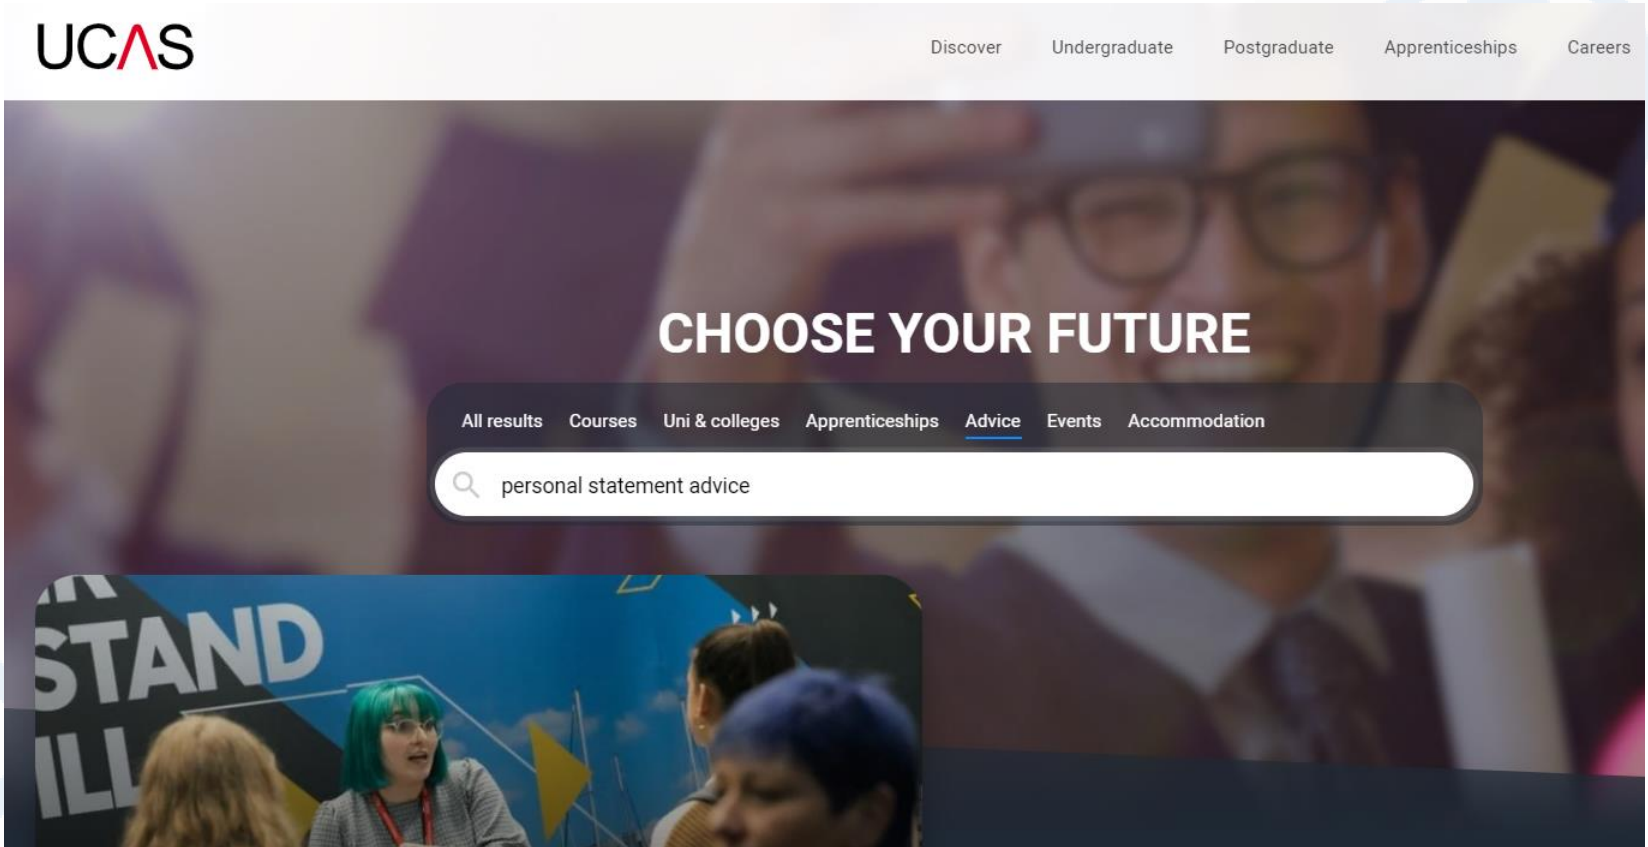 UCAS
Discover Undergraduate Postgraduate Apprenticeships Careers
CHOOSE YOUR FUTURE
All results Courses Uni & colleges Apprenticeships Advice Events Accommodation
personal statement advice
STAND
ILL